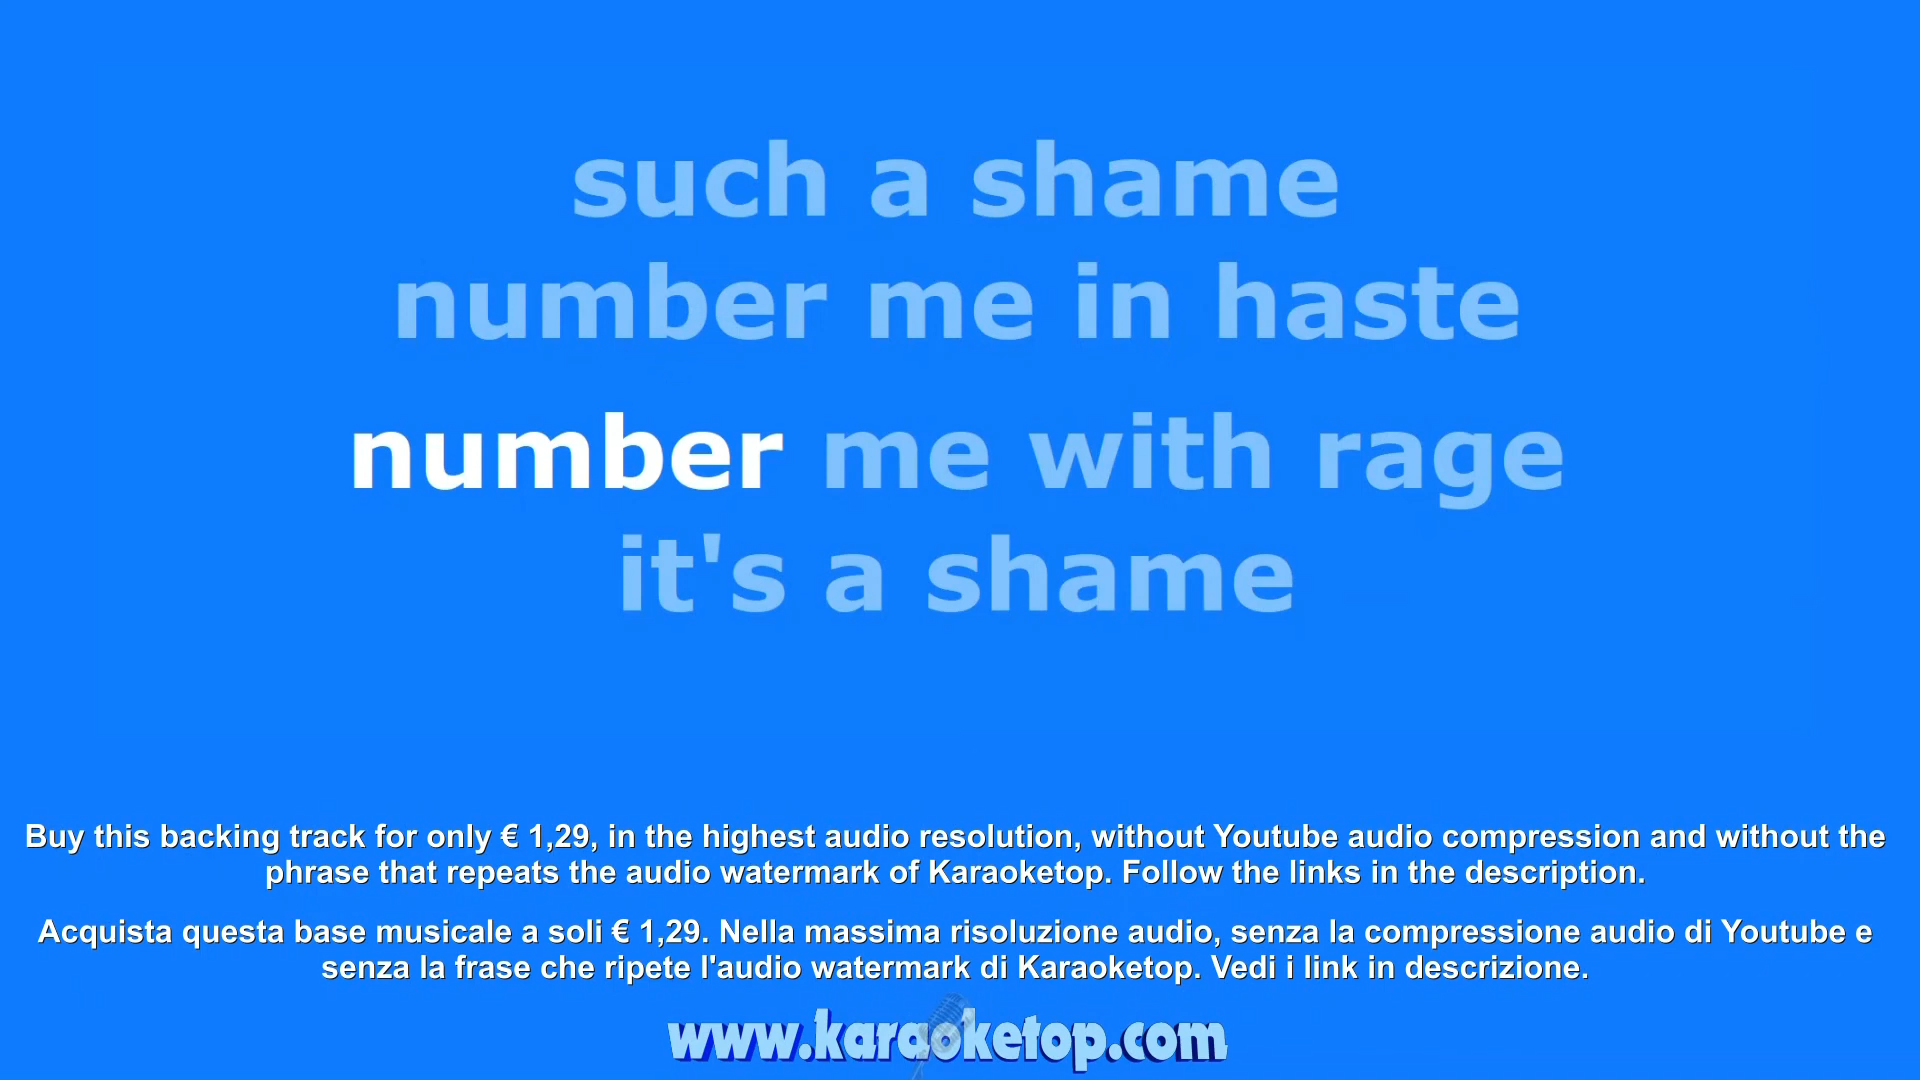 such a shame
number me in haste
number me with rage
it's a shame
Buy this backing track for only € 1,29, in the highest audio resolution, without Youtube audio compression and without the
phrase that repeats the audio watermark of Karaoketop. Follow the links in the description.
Acquista questa base musicale a soli € 1,29. Nella massima risoluzione audio, senza la compressione audio di Youtube e
senza la frase che ripete l'audio watermark di Karaoketop. Vedi i link in descrizione.
www.karaoketop.com